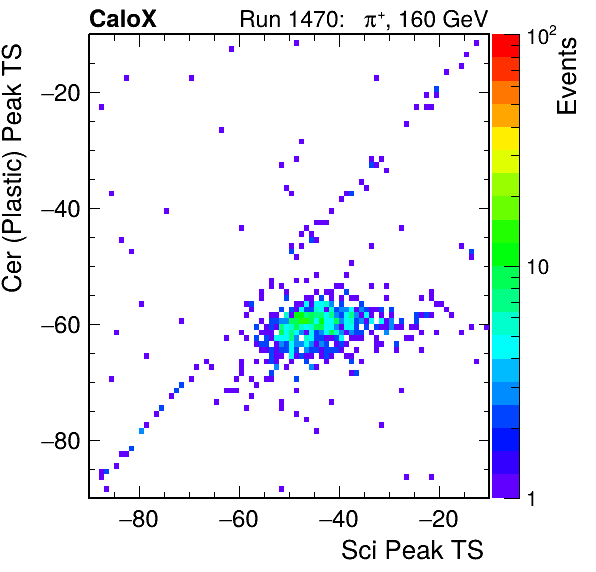 CaloX Run 1470: π⁺, 160 GeV
Cer (Plastic) Peak TS
−20
−40
−60
−80
−80 −60 −40 −20
Sci Peak TS
10²
10
1
Events